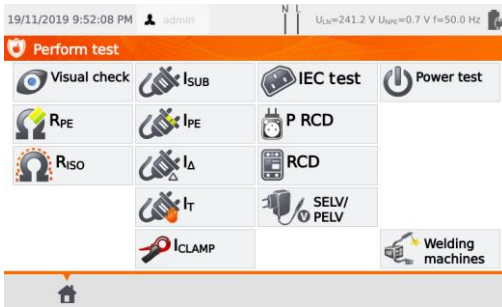 19/11/2019 9:52:08 PM admin N L ULN=241.2 V UNPE=0.7 V f=50.0 Hz
Perform test
Visual check ISUB IEC test Power test
RPE IPE P RCD
RISO IΔ RCD
IT SELV/
PELV
ICLAMP Welding
machines